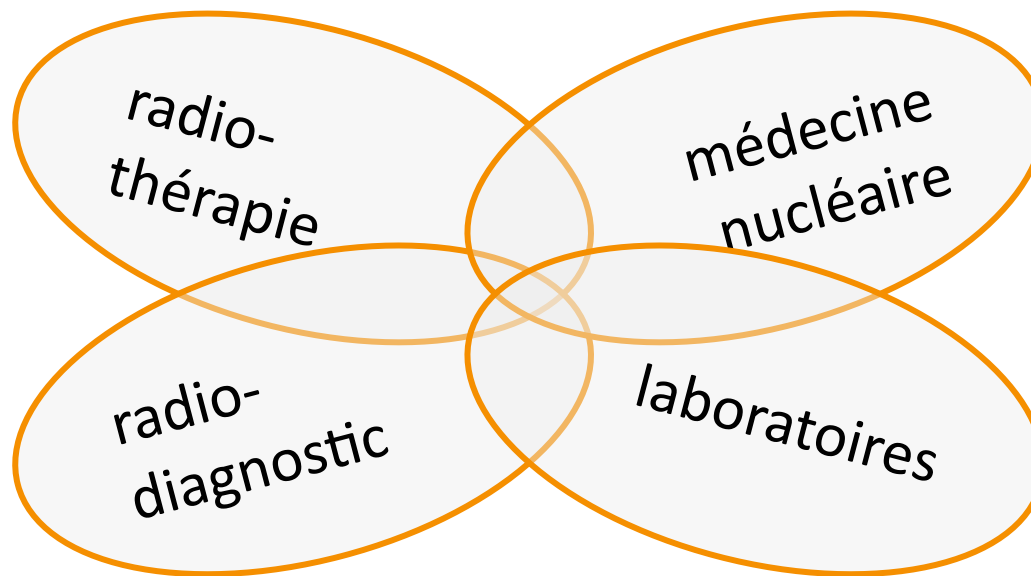 radio-
thérapie
médecine
nucléaire
radio-
diagnostic
laboratoires